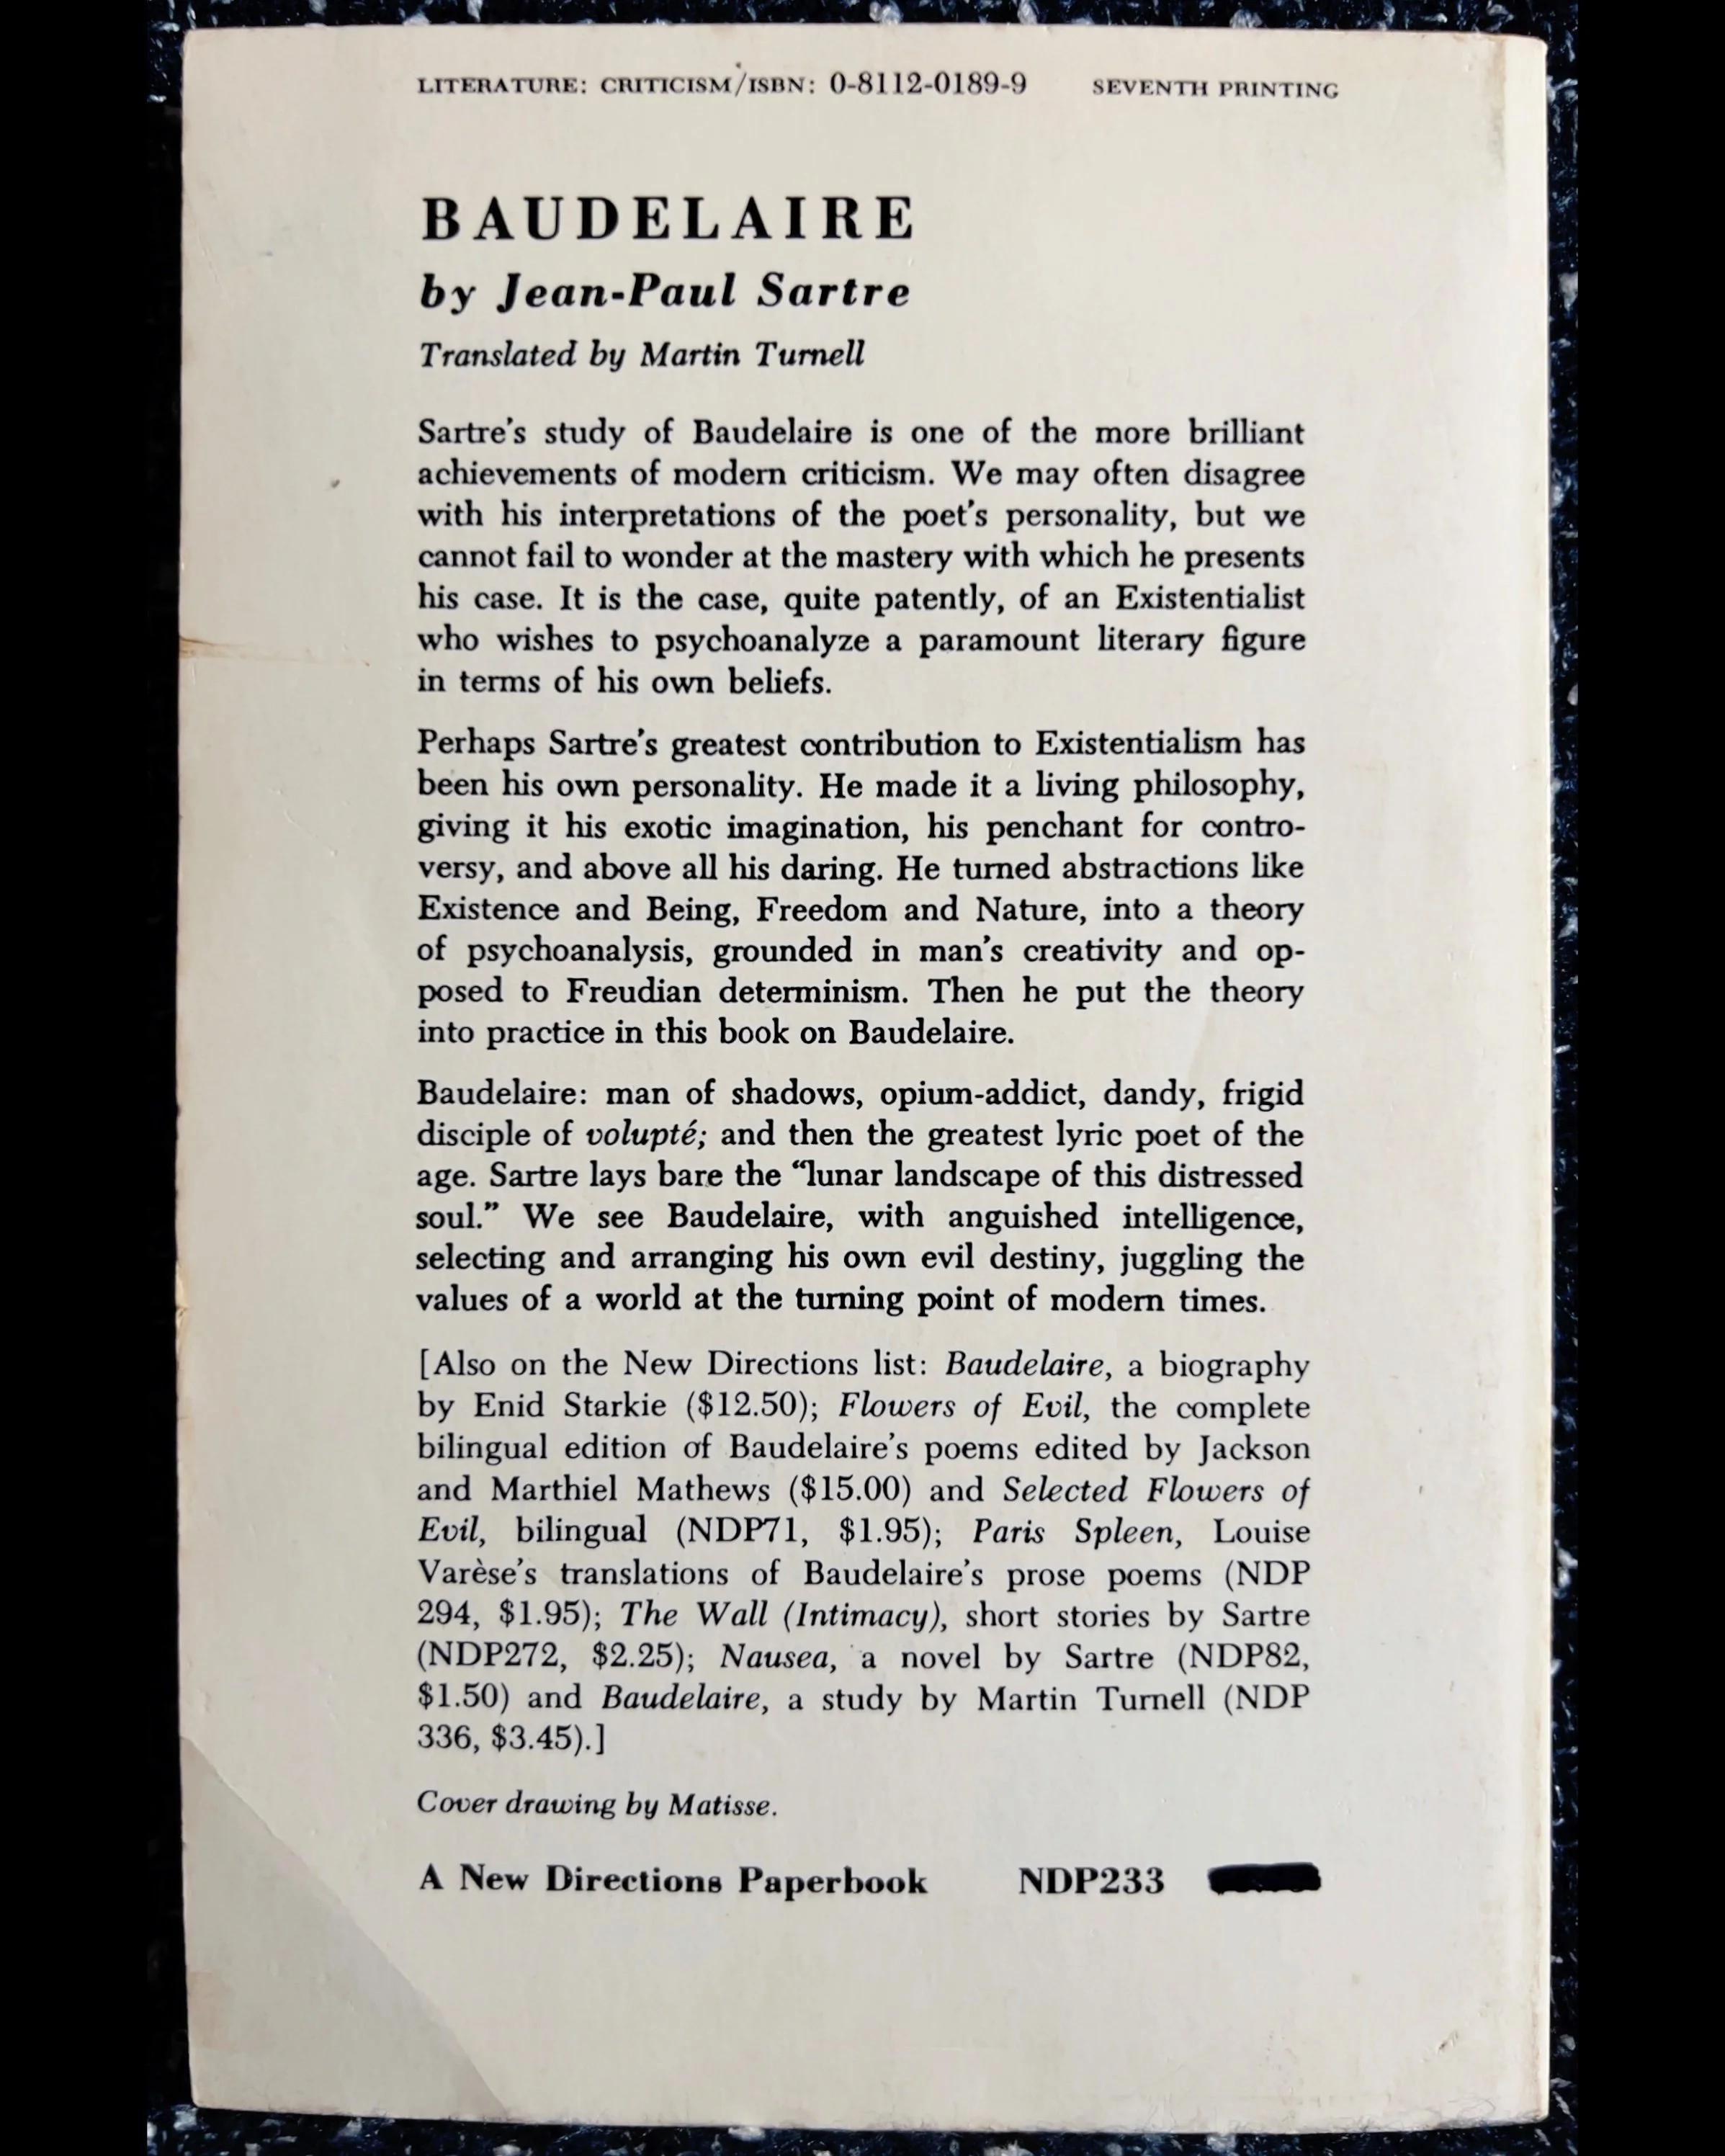 LITERATURE: CRITICISM/ISBN: 0-8112-0189-9 SEVENTH PRINTING
BAUDELAIRE
by Jean-Paul Sartre
Translated by Martin Turnell
Sartre's study of Baudelaire is one of the more brilliant
achievements of modern criticism. We may often disagree
with his interpretations of the poet's personality, but we
cannot fail to wonder at the mastery with which he presents
his case. It is the case, quite patently, of an Existentialist
who wishes to psychoanalyze a paramount literary figure
in terms of his own beliefs.
Perhaps Sartre's greatest contribution to Existentialism has
been his own personality. He made it a living philosophy,
giving it his exotic imagination, his penchant for contro-
versy, and above all his daring. He turned abstractions like
Existence and Being, Freedom and Nature, into a theory
of psychoanalysis, grounded in man's creativity and op-
posed to Freudian determinism. Then he put the theory
into practice in this book on Baudelaire.
Baudelaire: man of shadows, opium-addict, dandy, frigid
disciple of volupté; and then the greatest lyric poet of the
age. Sartre lays bare the “lunar landscape of this distressed
soul.” We see Baudelaire, with anguished intelligence,
selecting and arranging his own evil destiny, juggling the
values of a world at the turning point of modern times.
[Also on the New Directions list: Baudelaire, a biography
by Enid Starkie ($12.50); Flowers of Evil, the complete
bilingual edition of Baudelaire's poems edited by Jackson
and Marthiel Mathews ($15.00) and Selected Flowers of
Evil, bilingual (NDP71, $1.95); Paris Spleen, Louise
Varèse's translations of Baudelaire's prose poems (NDP
294, $1.95); The Wall (Intimacy), short stories by Sartre
(NDP272, $2.25); Nausea, a novel by Sartre (NDP82,
$1.50) and Baudelaire, a study by Martin Turnell (NDP
336, $3.45).]
Cover drawing by Matisse.
A New Directions Paperbook NDP233